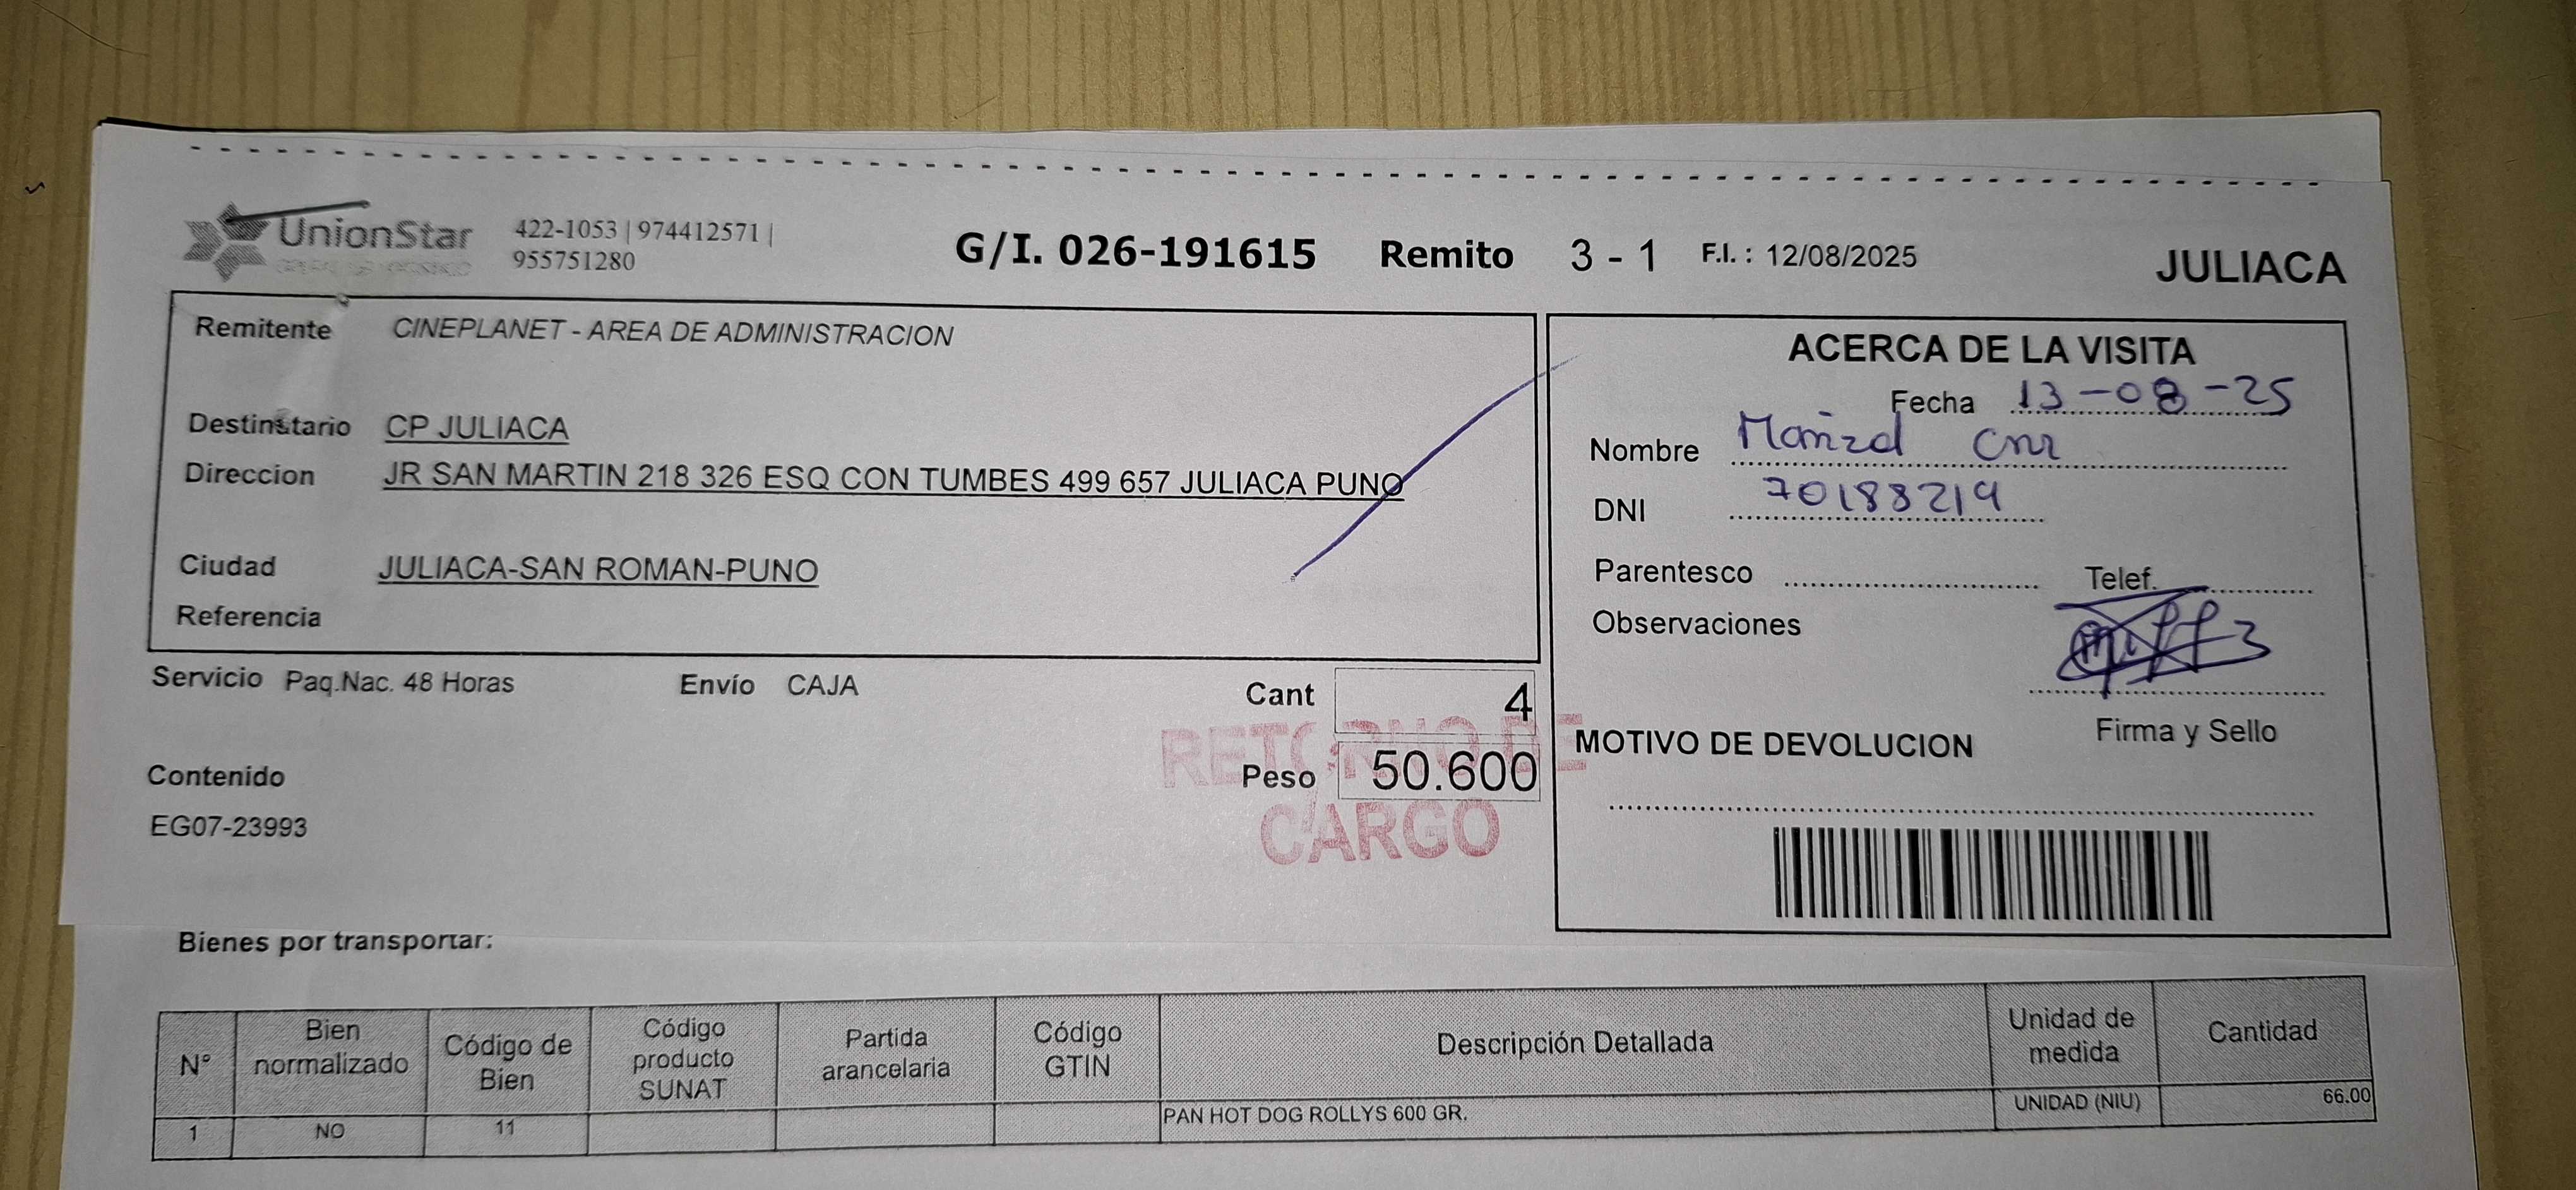 UnionStar
422-1053 | 974412571 |
955751280
G/I. 026-191615 Remito 3 - 1 F.I. : 12/08/2025
JULIACA
Remitente CINEPLANET - AREA DE ADMINISTRACION
Destinatario CP JULIACA
Direccion JR SAN MARTIN 218 326 ESQ CON TUMBES 499 657 JULIACA PUNO
Ciudad JULIACA-SAN ROMAN-PUNO
Referencia
Servicio Paq.Nac. 48 Horas Envío CAJA
Cant 4
Peso 50.600
RETORNO DE
CARGO
Contenido
EG07-23993
ACERCA DE LA VISITA
Fecha 13-08-25
Nombre
DNI 70188219
Parentesco Telef.
Observaciones
Firma y Sello
MOTIVO DE DEVOLUCION
Bienes por transportar:
N° Bien normalizado Código de Bien Código producto SUNAT Partida arancelaria Código GTIN Descripción Detallada Unidad de medida Cantidad
1 NO 11 PAN HOT DOG ROLLYS 600 GR. UNIDAD (NIU) 66.00